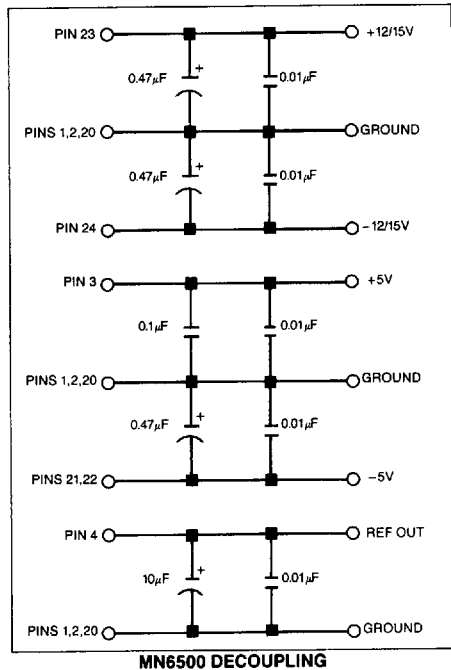 PIN 23
+12/15V
+
0.47µF
0.01µF
PINS 1,2,20
GROUND
+
0.47µF
0.01µF
PIN 24
−12/15V
PIN 3
+5V
0.1µF
0.01µF
PINS 1,2,20
GROUND
+
0.47µF
0.01µF
PINS 21,22
−5V
PIN 4
REF OUT
+
10µF
0.01µF
PINS 1,2,20
GROUND
MN6500 DECOUPLING